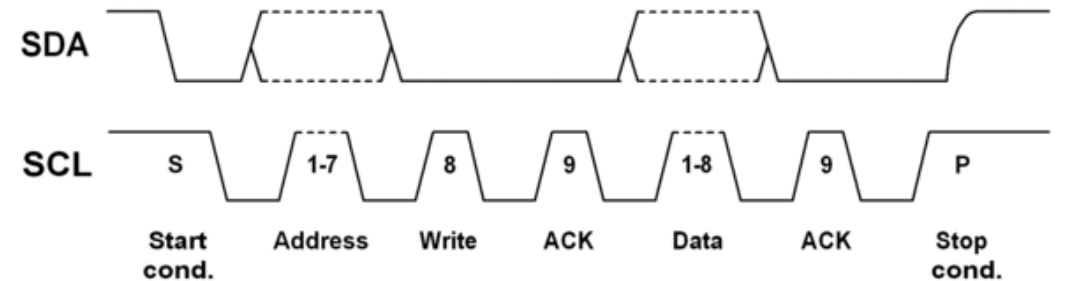 SDA
SCL S 1-7 8 9 1-8 9 P
Start Address Write ACK Data ACK Stop
cond. cond.